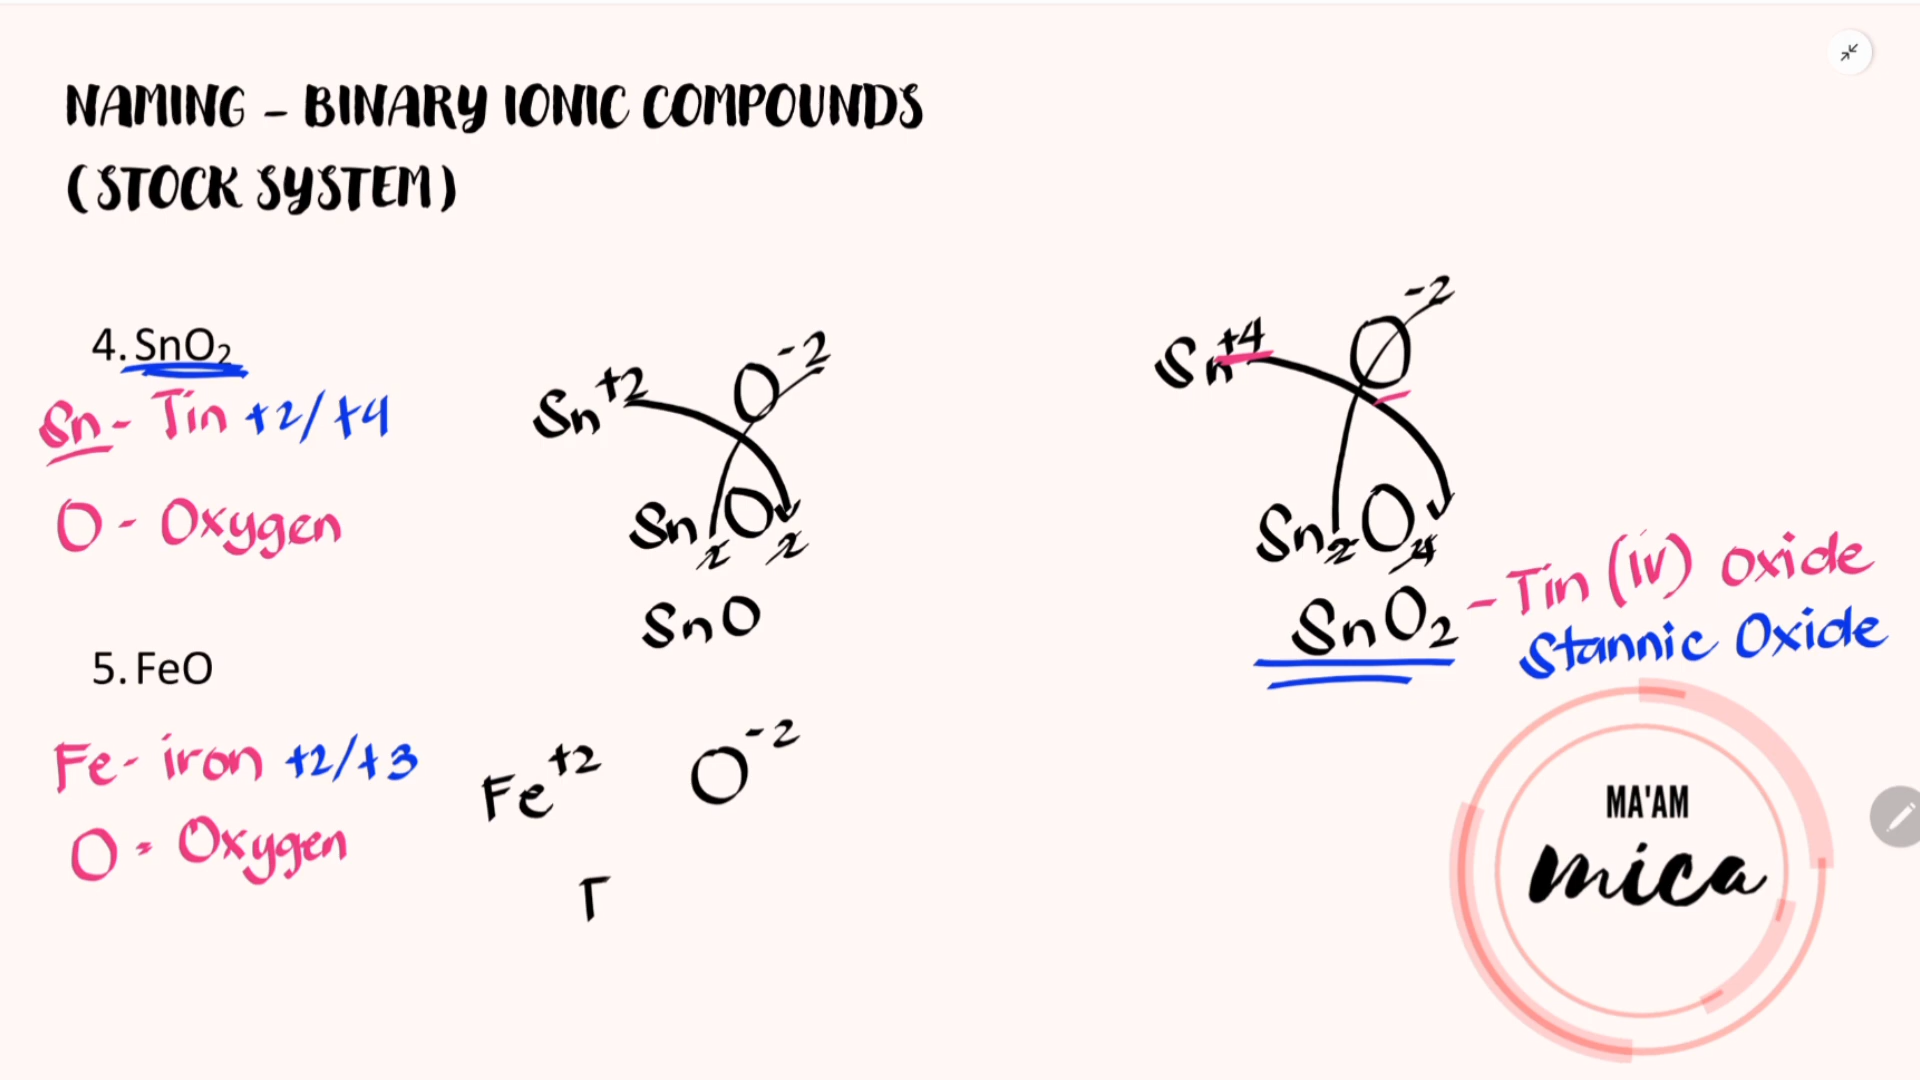 NAMING - BINARY IONIC COMPOUNDS
(STOCK SYSTEM)
4. SnO₂
Sn - Tin +2/+4
O - Oxygen
Sn⁺² O⁻²
Sn₂O₂
SnO
Sn⁺⁴ O⁻²
Sn₂O₄
SnO₂ - Tin (iv) oxide
Stannic Oxide
5. FeO
Fe - iron +2/+3
O - Oxygen
Fe⁺² O⁻²
MA'AM
mica